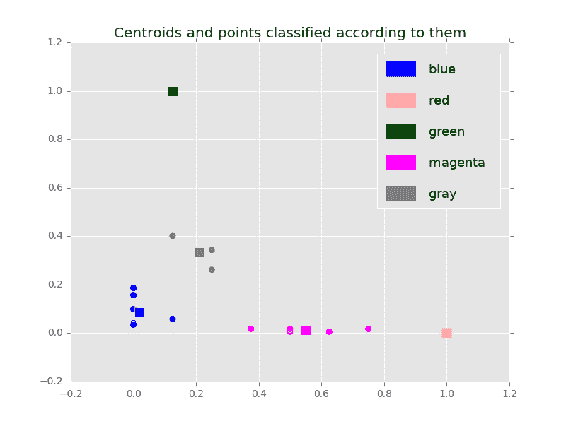 Centroids and points classified according to them
1.2
1.0
0.8
0.6
0.4
0.2
0.0
−0.2
blue
red
green
magenta
gray
−0.2 0.0 0.2 0.4 0.6 0.8 1.0 1.2